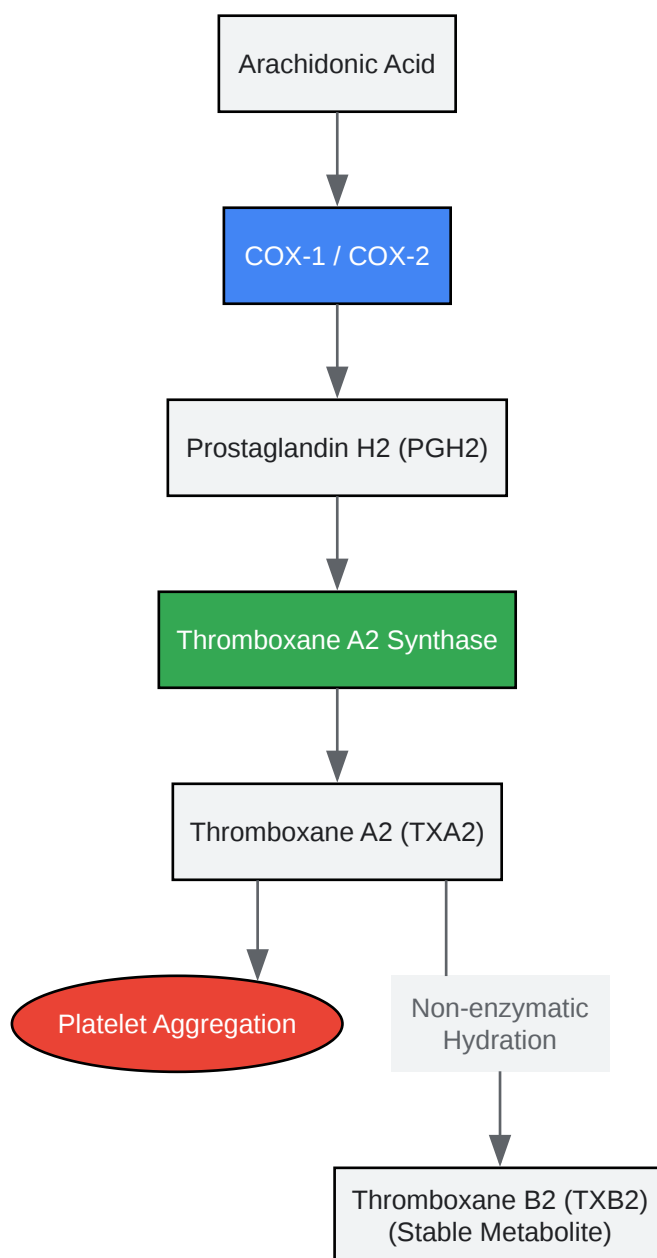 Arachidonic Acid
COX-1 / COX-2
Prostaglandin H2 (PGH2)
Thromboxane A2 Synthase
Thromboxane A2 (TXA2)
Platelet Aggregation
Non-enzymatic
Hydration
Thromboxane B2 (TXB2)
(Stable Metabolite)